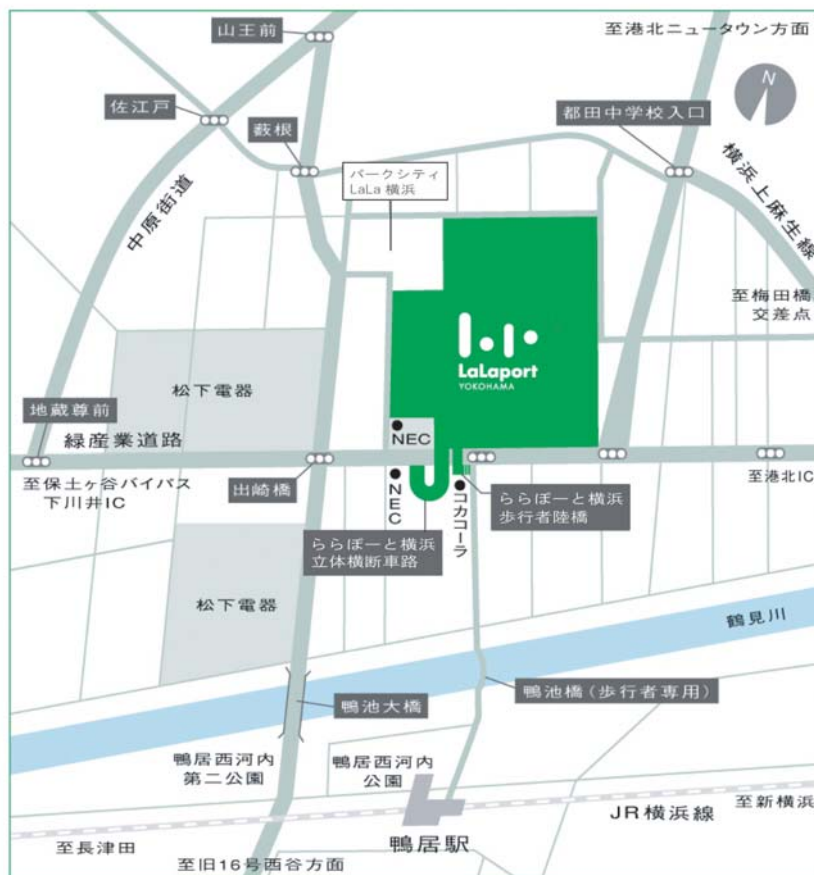 山王前
至港北ニュータウン方面
N
佐江戸
都田中学校入口
薮根
パークシティ
LaLa 横浜
横浜上麻生線
中原街道
至梅田橋
交差点
LaLaport
YOKOHAMA
松下電器
地蔵尊前
緑産業道路
NEC
至保土ヶ谷バイパス
下川井IC
出崎橋
NEC
コカコーラ
ららぽーと横浜
歩行者陸橋
至港北IC
ららぽーと横浜
立体横断車路
松下電器
鶴見川
鴨池大橋
鴨池橋（歩行者専用）
鴨居西河内
第二公園
鴨居西河内
公園
JR横浜線
至新横浜
鴨居駅
至長津田
至旧16号西谷方面